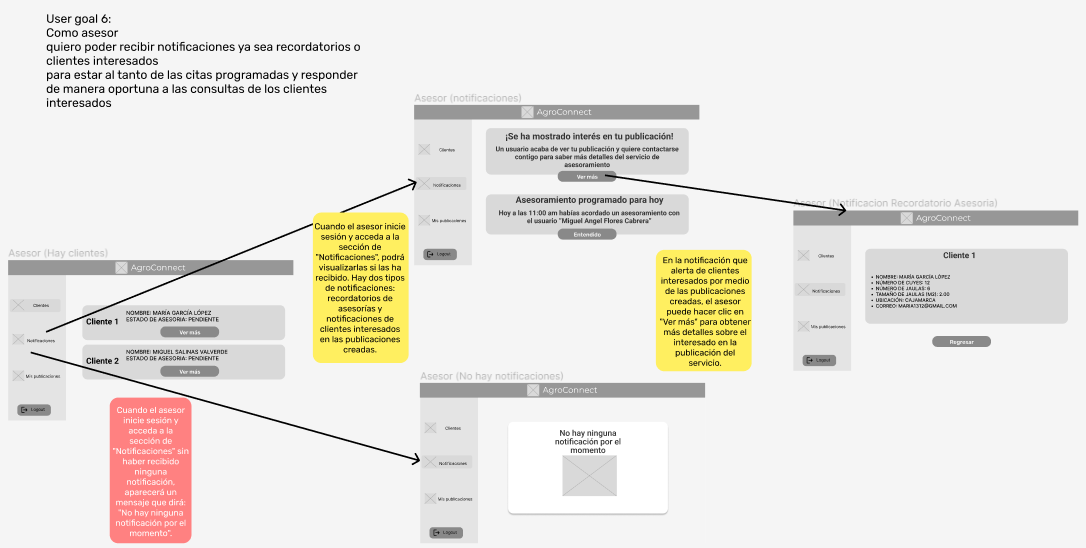 User goal 6:
Como asesor
quiero poder recibir notificaciones ya sea recordatorios o
clientes interesados
para estar al tanto de las citas programadas y responder
de manera oportuna a las consultas de los clientes
interesados
Asesor (notificaciones)
AgroConnect
Clientes
Notificaciones
Mis publicaciones
Logout
¡Se ha mostrado interés en tu publicación!
Un usuario acaba de ver tu publicación y quiere contactarse
contigo para saber más detalles del servicio de
asesoramiento
Ver más
Asesoramiento programado para hoy
Hoy a las 11:00 am habías acordado un asesoramiento con
el usuario "Miguel Angel Flores Cabrera"
Entendido
Asesor (Notificacion Recordatorio Asesoria)
AgroConnect
Clientes
Notificaciones
Mis publicaciones
Logout
Cliente 1
NOMBRE: MARÍA GARCÍA LÓPEZ
NÚMERO DE CUYES: 12
NÚMERO DE JAULAS: 6
TAMAÑO DE JAULAS (M2): 2.00
UBICACIÓN: CAJAMARCA
CORREO: MARIA1312@GMAIL.COM
Regresar
Cuando el asesor inicie
sesión y acceda a la
sección de
"Notificaciones", podrá
visualizarlas si las ha
recibido. Hay dos tipos
de notificaciones:
recordatorios de
asesorías y
notificaciones de
clientes interesados
en las publicaciones
creadas.
En la notificación que
alerta de clientes
interesados por medio
de las publicaciones
creadas, el asesor
puede hacer clic en
"Ver más" para obtener
más detalles sobre el
interesado en la
publicación del
servicio.
Asesor (Hay clientes)
AgroConnect
Clientes
Notificaciones
Mis publicaciones
Logout
Cliente 1
NOMBRE: MARÍA GARCÍA LÓPEZ
ESTADO DE ASESORIA: PENDIENTE
Ver más
Cliente 2
NOMBRE: MIGUEL SALINAS VALVERDE
ESTADO DE ASESORIA: PENDIENTE
Ver más
Cuando el asesor
inicie sesión y
acceda a la
sección de
"Notificaciones" sin
haber recibido
ninguna
notificación,
aparecerá un
mensaje que dirá:
"No hay ninguna
notificación por el
momento".
Asesor (No hay notificaciones)
AgroConnect
Clientes
Notificaciones
Mis publicaciones
Logout
No hay ninguna
notificación por el
momento